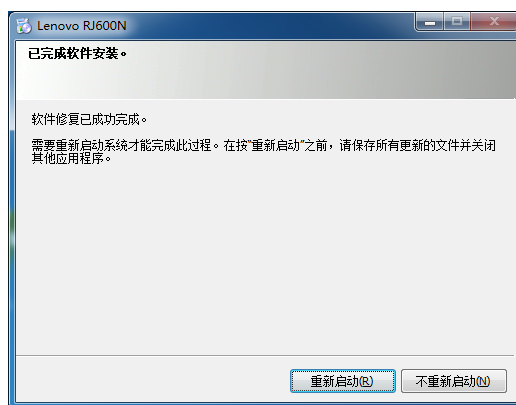 Lenovo RJ600N
已完成软件安装。
软件修复已成功完成。
需要重新启动系统才能完成此过程。在按"重新启动"之前，请保存所有更新的文件并关闭
其他应用程序。
重新启动(R)
不重新启动(N)